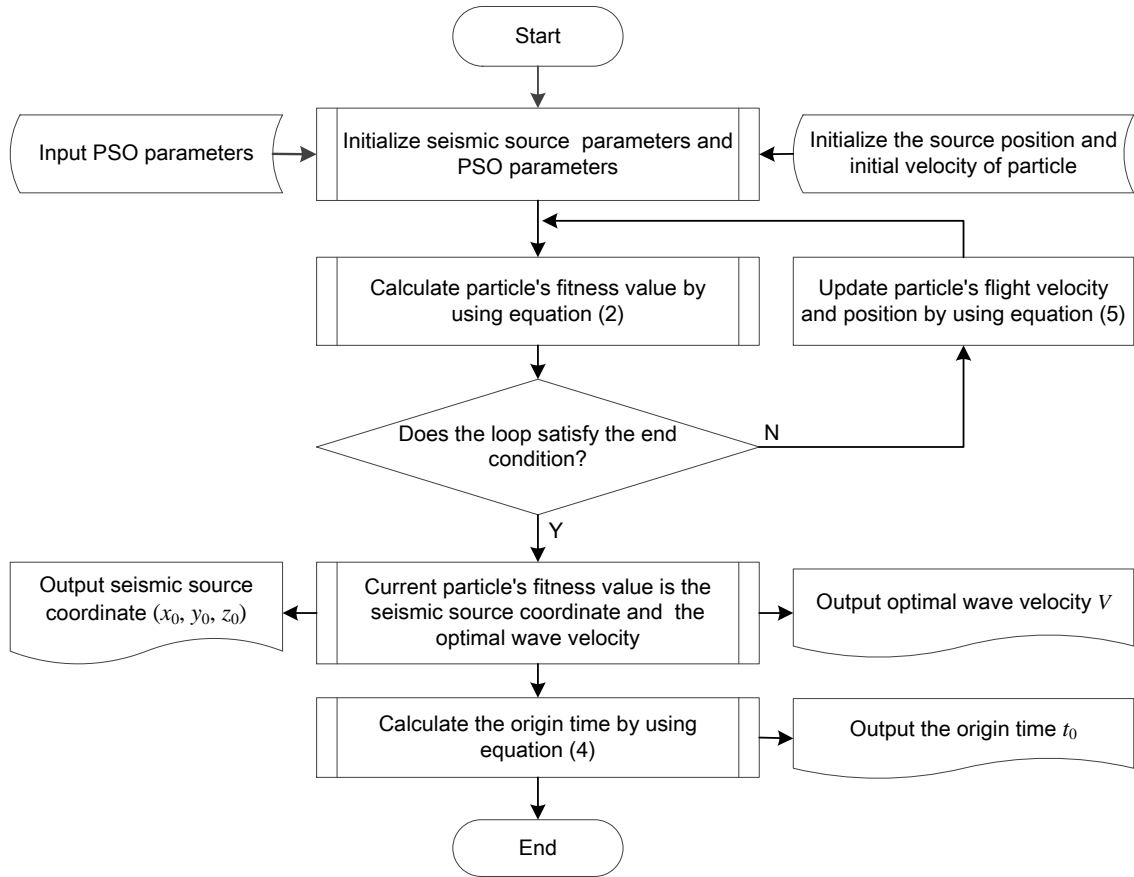 Start
Input PSO parameters
Initialize seismic source parameters and
PSO parameters
Initialize the source position and
initial velocity of particle
Calculate particle's fitness value by
using equation (2)
Update particle's flight velocity
and position by using equation (5)
Does the loop satisfy the end
condition?
N
Y
Output seismic source
coordinate (x₀, y₀, z₀)
Current particle's fitness value is the
seismic source coordinate and the
optimal wave velocity
Output optimal wave velocity V
Calculate the origin time by using
equation (4)
Output the origin time t₀
End